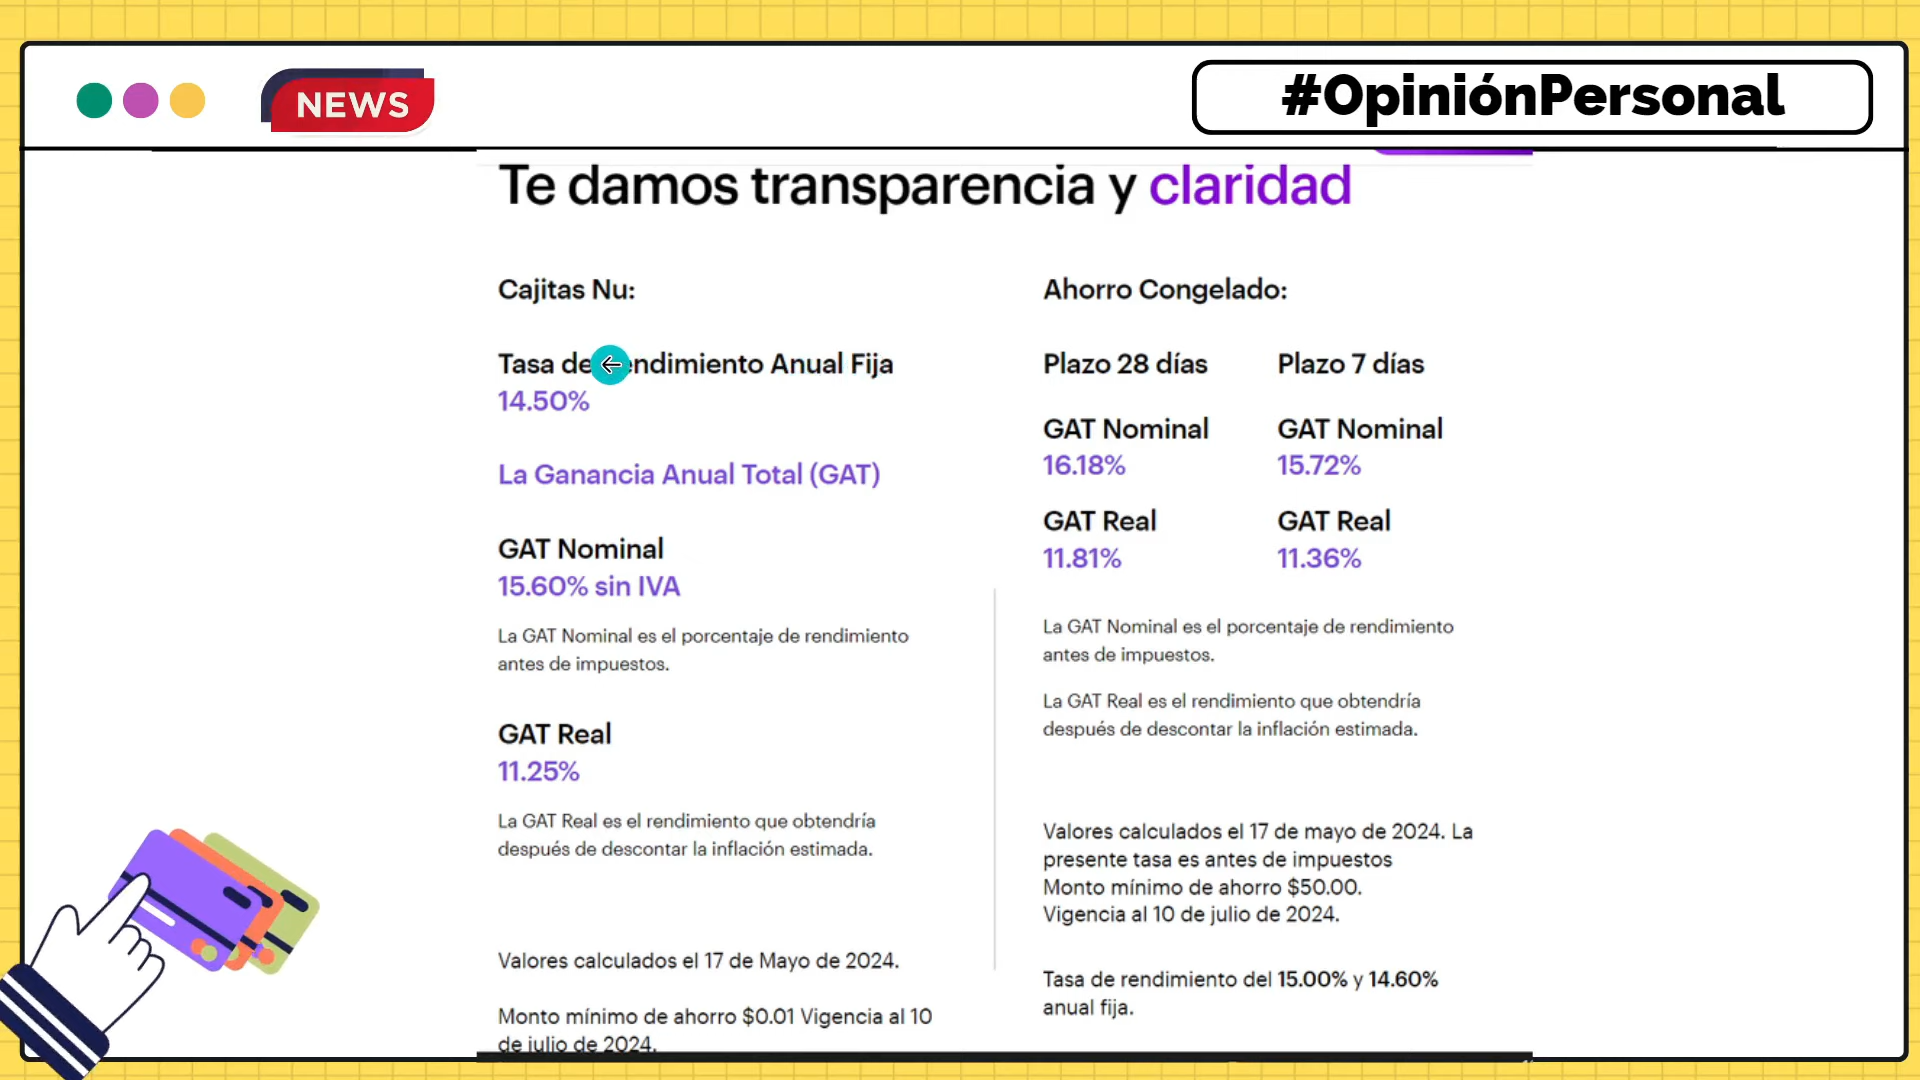 NEWS
#OpiniónPersonal
Te damos transparencia y claridad
Cajitas Nu:
Tasa de endimiento Anual Fija
14.50%
La Ganancia Anual Total (GAT)
GAT Nominal
15.60% sin IVA
La GAT Nominal es el porcentaje de rendimiento
antes de impuestos.
GAT Real
11.25%
La GAT Real es el rendimiento que obtendría
después de descontar la inflación estimada.
Valores calculados el 17 de Mayo de 2024.
Monto mínimo de ahorro $0.01 Vigencia al 10
de julio de 2024.
Ahorro Congelado:
Plazo 28 días Plazo 7 días
GAT Nominal GAT Nominal
16.18% 15.72%
GAT Real GAT Real
11.81% 11.36%
La GAT Nominal es el porcentaje de rendimiento
antes de impuestos.
La GAT Real es el rendimiento que obtendría
después de descontar la inflación estimada.
Valores calculados el 17 de mayo de 2024. La
presente tasa es antes de impuestos
Monto mínimo de ahorro $50.00.
Vigencia al 10 de julio de 2024.
Tasa de rendimiento del 15.00% y 14.60%
anual fija.